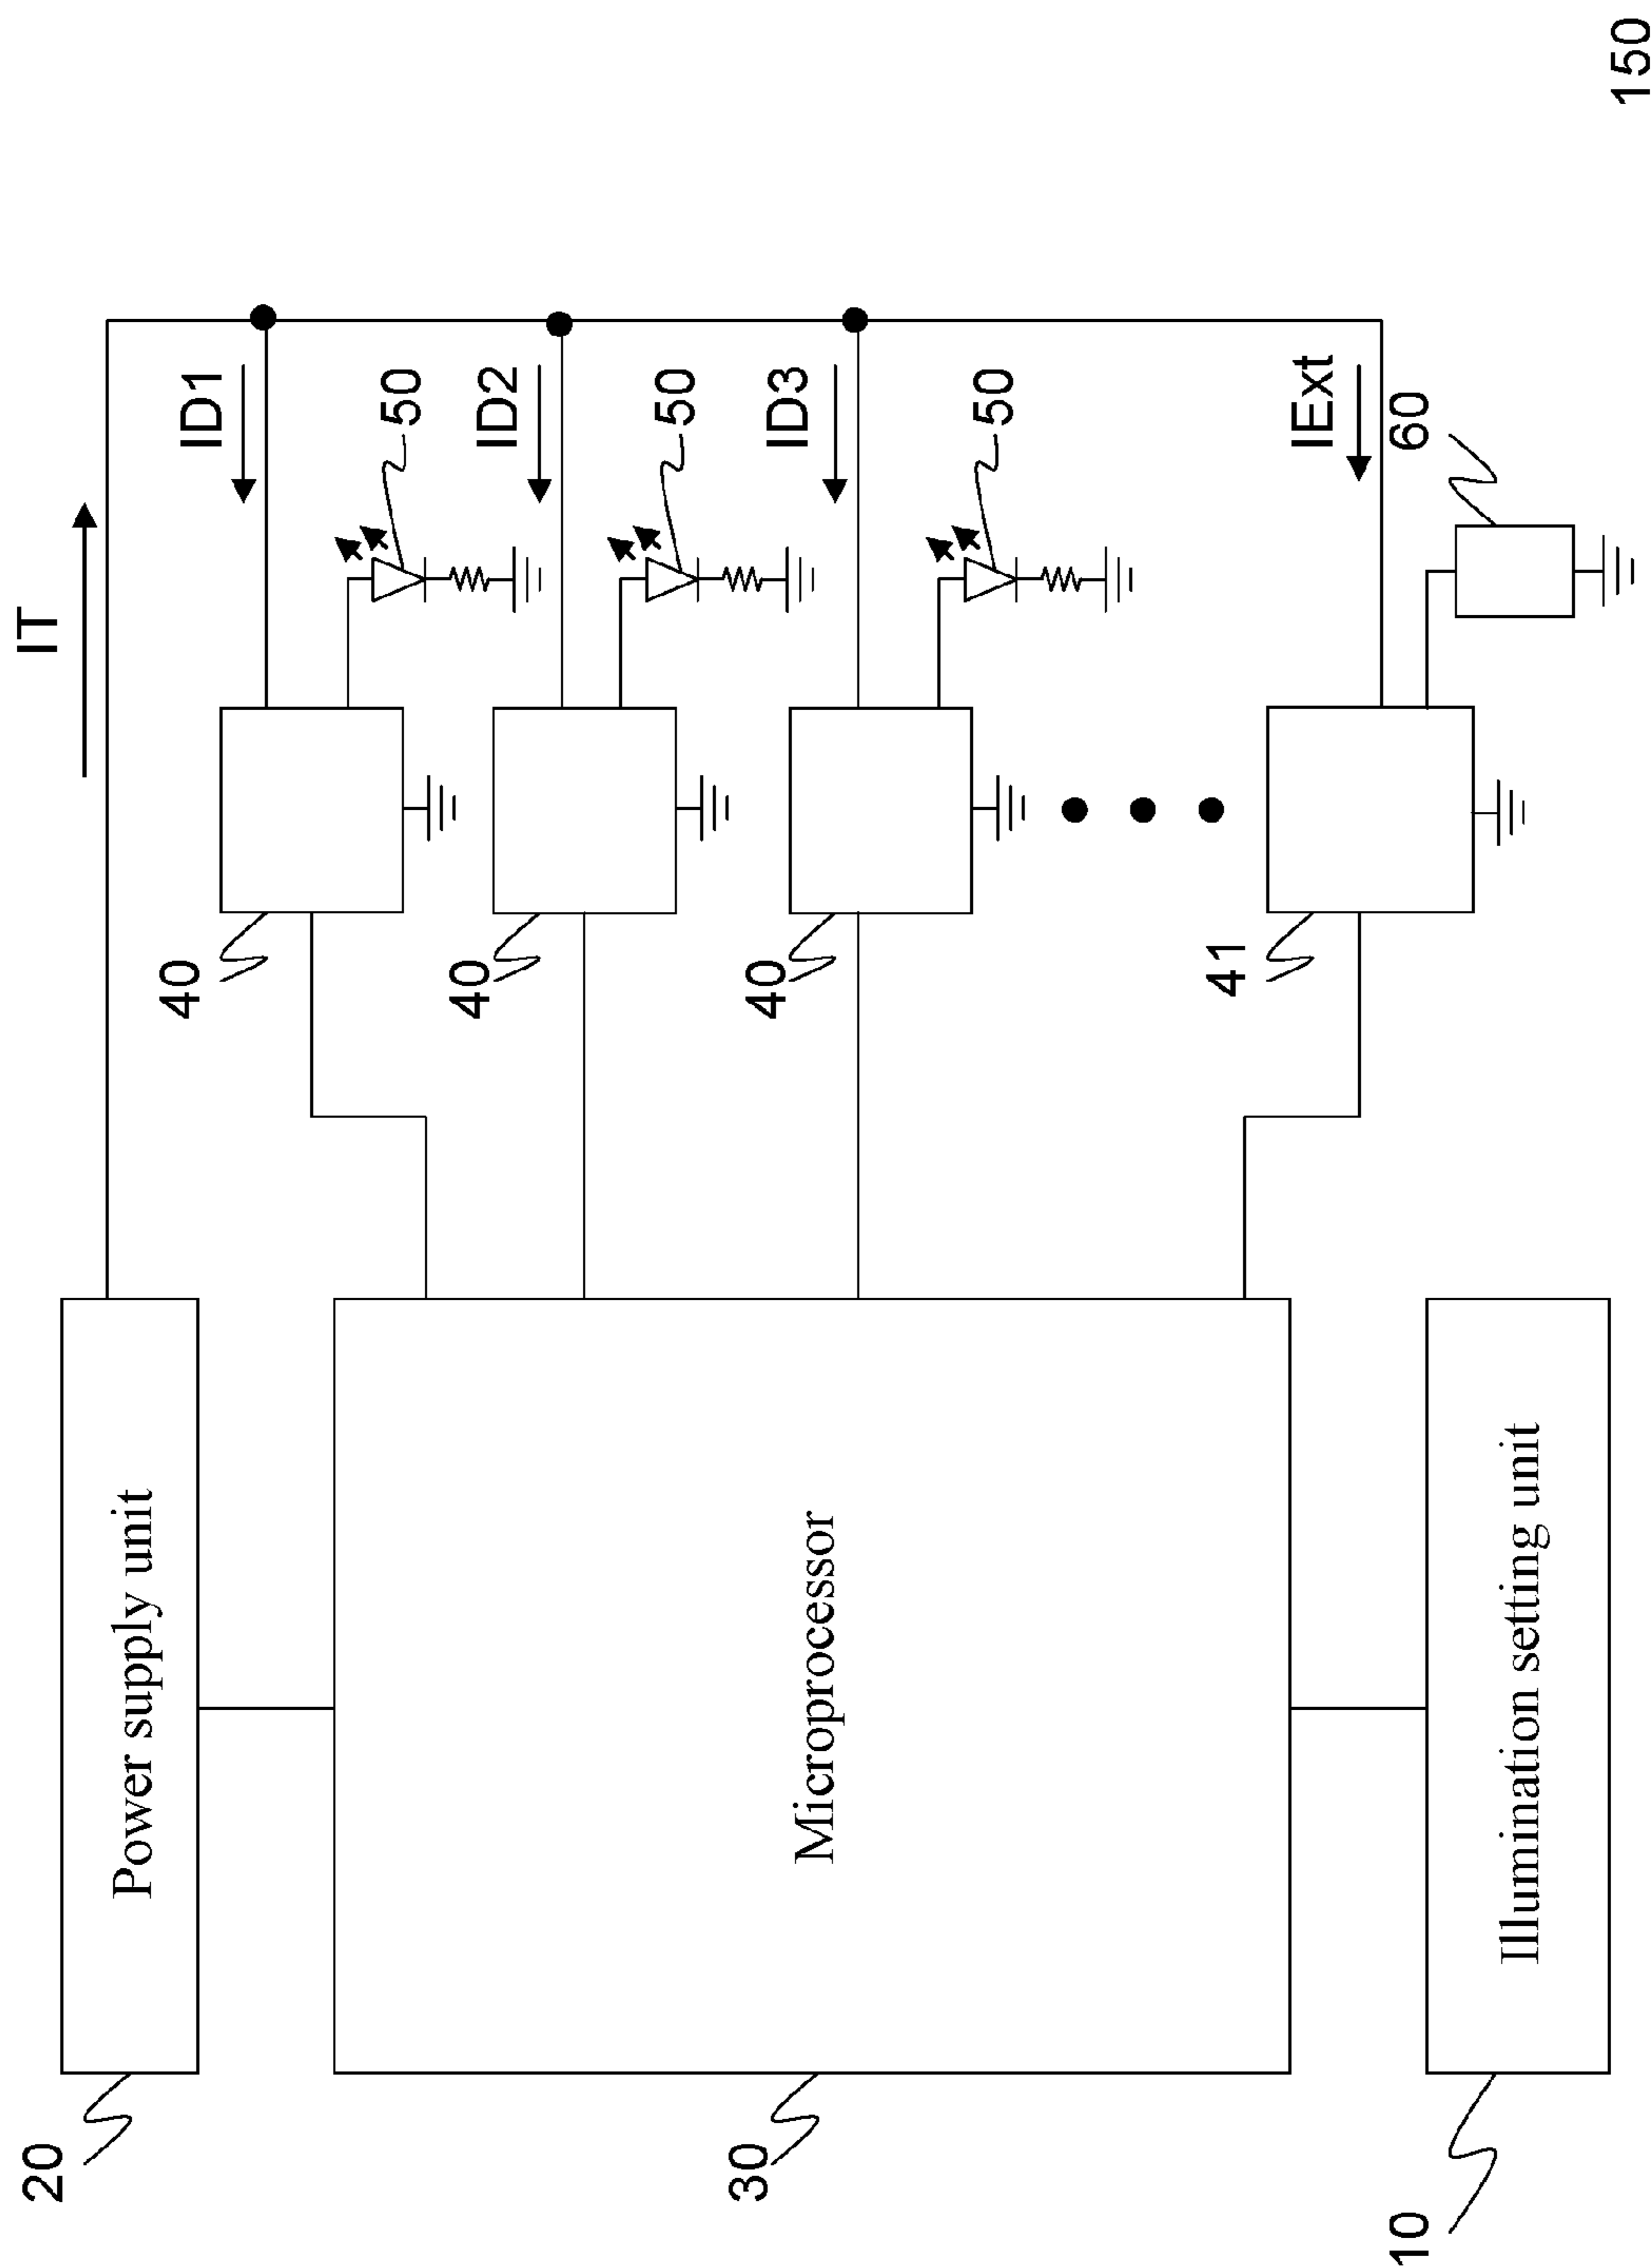 150
IT
20
Power supply unit
40
ID1
50
40
ID2
50
30
Microprocessor
40
ID3
50
41
IExt
60
10
Illumination setting unit